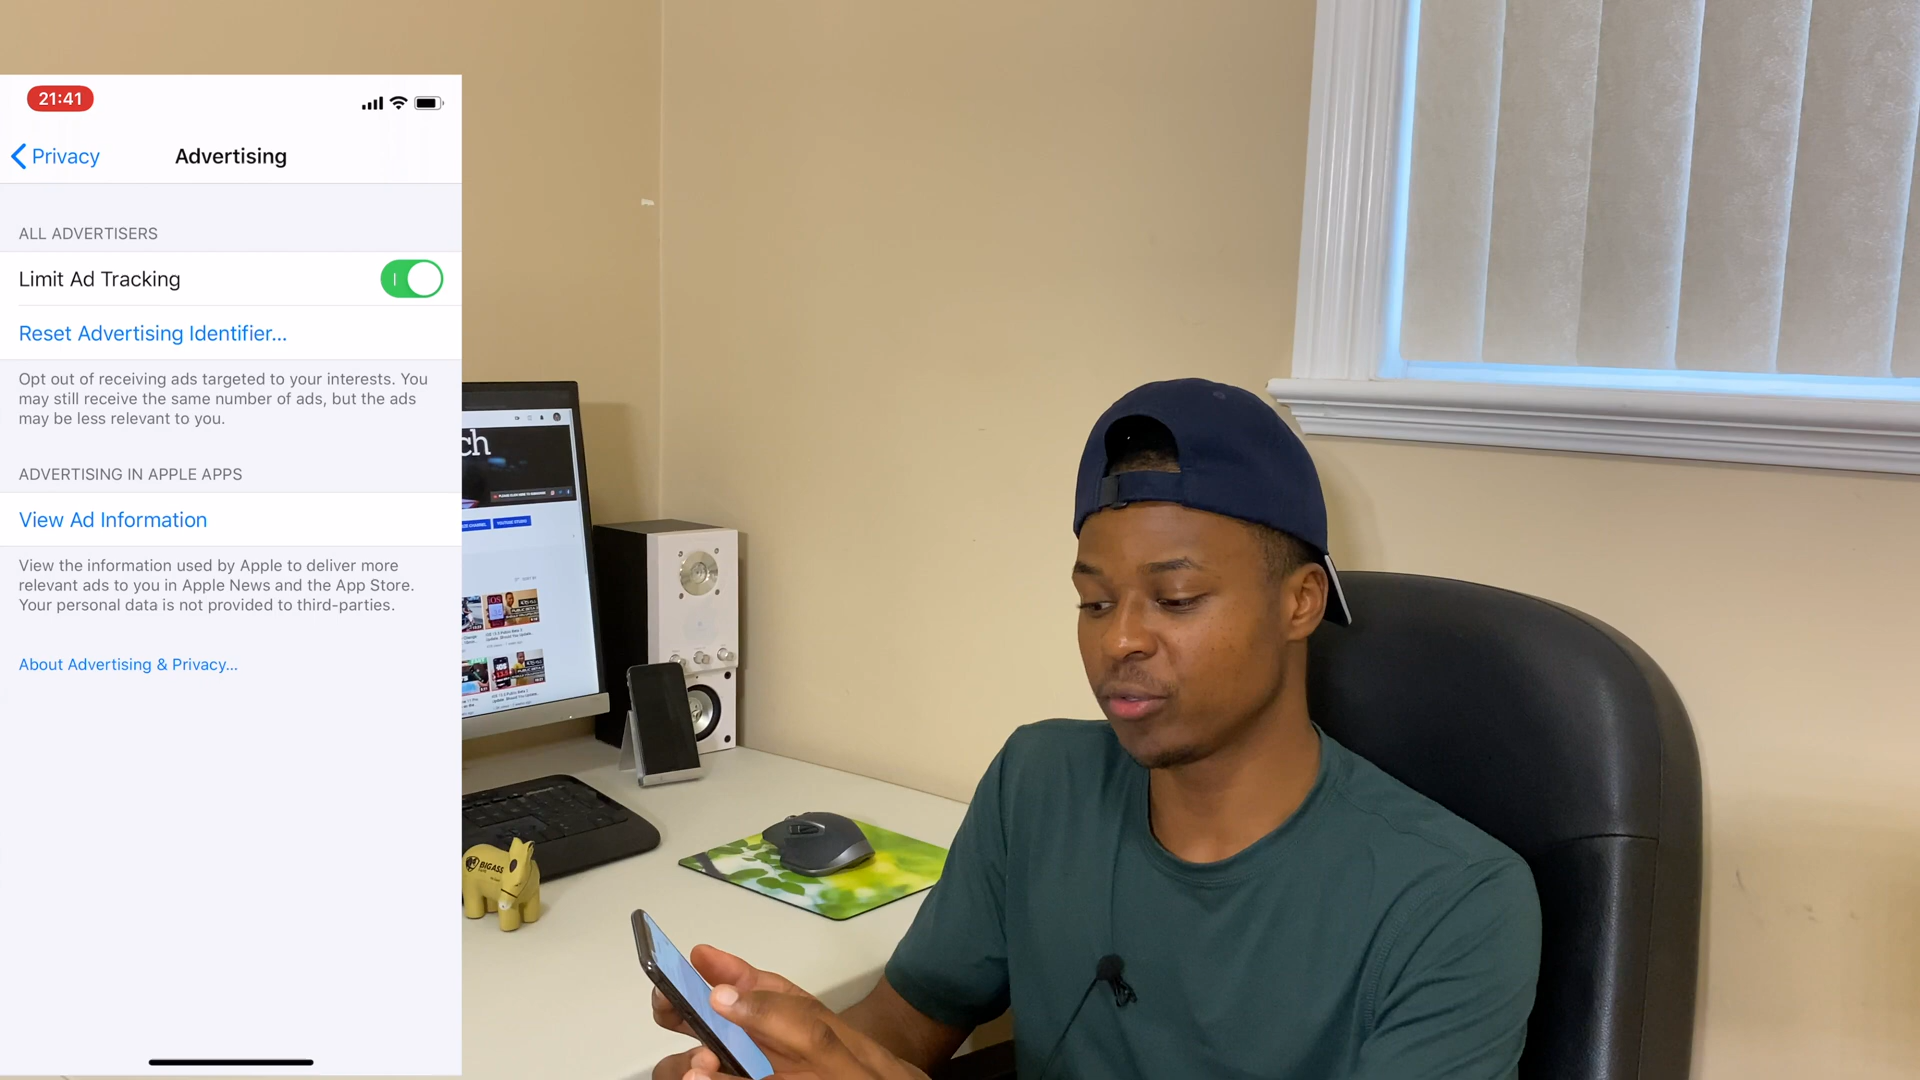 21:41
Privacy
Advertising
ALL ADVERTISERS
Limit Ad Tracking
Reset Advertising Identifier...
Opt out of receiving ads targeted to your interests. You
may still receive the same number of ads, but the ads
may be less relevant to you.
ADVERTISING IN APPLE APPS
View Ad Information
View the information used by Apple to deliver more
relevant ads to you in Apple News and the App Store.
Your personal data is not provided to third-parties.
About Advertising & Privacy...
ch
YOUTUBE STUDIO
BIGASS